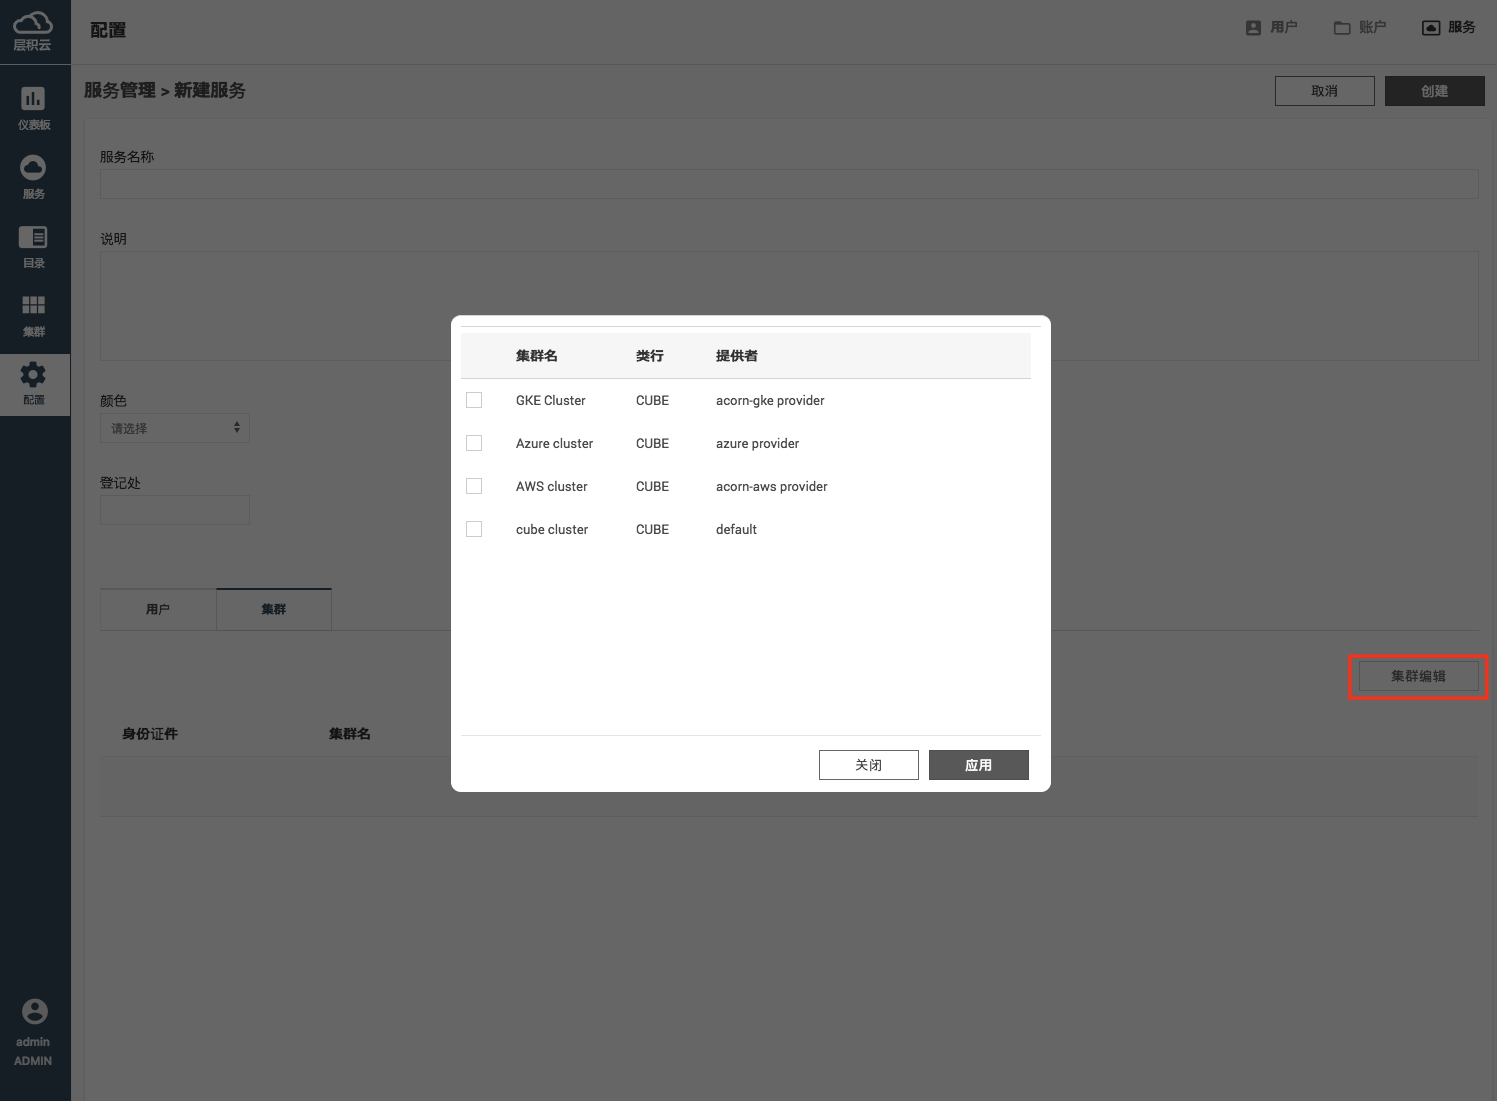 层积云
配置
用户
账户
服务
服务管理 > 新建服务
取消
创建
仪表板
服务
目录
集群
配置
服务名称
说明
颜色
请选择
登记处
用户
集群
集群编辑
身份证件
集群名
集群名 类行 提供者
GKE Cluster CUBE acorn-gke provider
Azure cluster CUBE azure provider
AWS cluster CUBE acorn-aws provider
cube cluster CUBE default
关闭
应用
admin
ADMIN